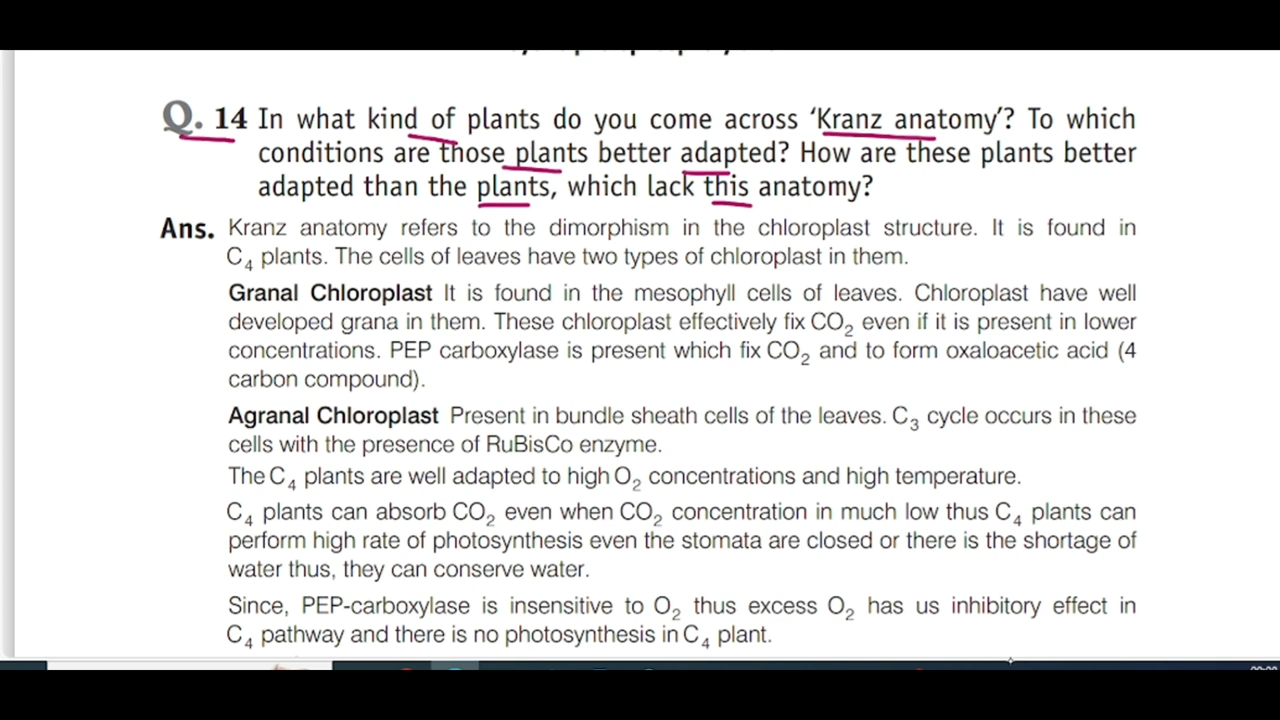 Q. 14 In what kind of plants do you come across ‘Kranz anatomy’? To which
conditions are those plants better adapted? How are these plants better
adapted than the plants, which lack this anatomy?
Ans. Kranz anatomy refers to the dimorphism in the chloroplast structure. It is found in
C₄ plants. The cells of leaves have two types of chloroplast in them.
Granal Chloroplast It is found in the mesophyll cells of leaves. Chloroplast have well
developed grana in them. These chloroplast effectively fix CO₂ even if it is present in lower
concentrations. PEP carboxylase is present which fix CO₂ and to form oxaloacetic acid (4
carbon compound).
Agranal Chloroplast Present in bundle sheath cells of the leaves. C₃ cycle occurs in these
cells with the presence of RuBisCo enzyme.
The C₄ plants are well adapted to high O₂ concentrations and high temperature.
C₄ plants can absorb CO₂ even when CO₂ concentration in much low thus C₄ plants can
perform high rate of photosynthesis even the stomata are closed or there is the shortage of
water thus, they can conserve water.
Since, PEP-carboxylase is insensitive to O₂ thus excess O₂ has us inhibitory effect in
C₄ pathway and there is no photosynthesis in C₄ plant.